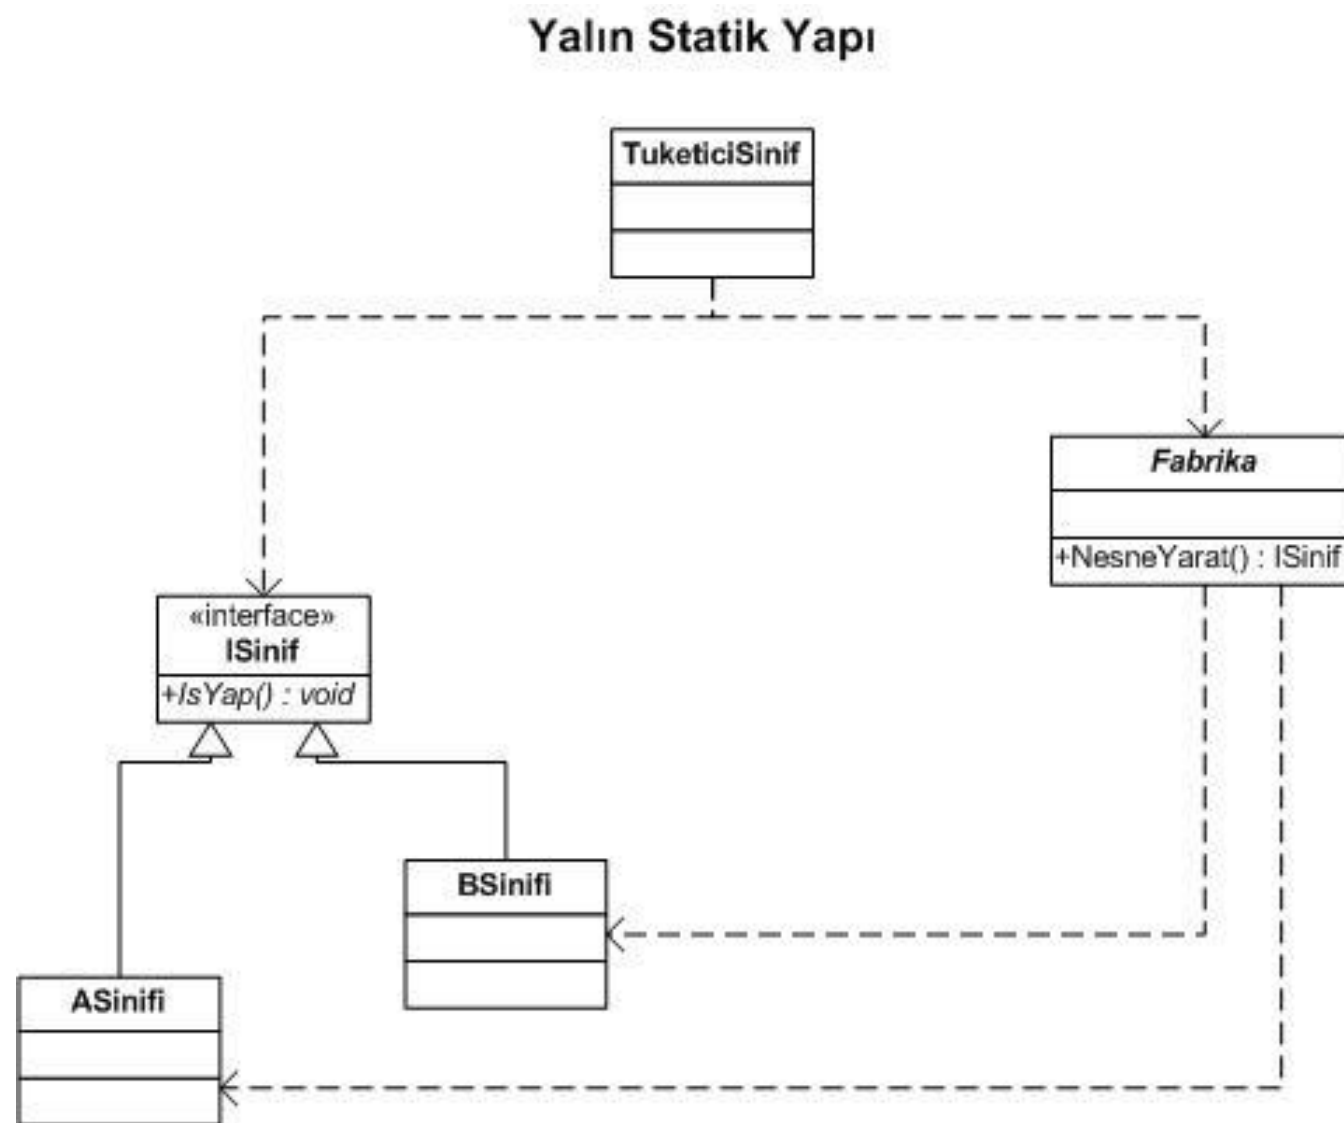 Yalın Statik Yapı
TuketiciSinif
Fabrika
+NesneYarat() : ISinif
«interface»
ISinif
+IsYap() : void
BSinifi
ASinifi